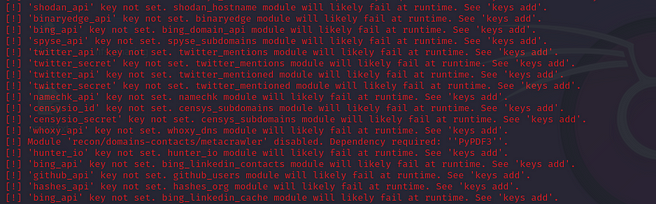 [!] 'shodan_api' key not set. shodan_hostname module will likely fail at runtime. See 'keys add'.
[!] 'binaryedge_api' key not set. binaryedge module will likely fail at runtime. See 'keys add'.
[!] 'bing_api' key not set. bing_domain_api module will likely fail at runtime. See 'keys add'.
[!] 'spyse_api' key not set. spyse_subdomains module will likely fail at runtime. See 'keys add'.
[!] 'twitter_api' key not set. twitter_mentions module will likely fail at runtime. See 'keys add'.
[!] 'twitter_secret' key not set. twitter_mentions module will likely fail at runtime. See 'keys add'.
[!] 'twitter_api' key not set. twitter_mentioned module will likely fail at runtime. See 'keys add'.
[!] 'twitter_secret' key not set. twitter_mentioned module will likely fail at runtime. See 'keys add'.
[!] 'namechk_api' key not set. namechk module will likely fail at runtime. See 'keys add'.
[!] 'censysio_id' key not set. censys_subdomains module will likely fail at runtime. See 'keys add'.
[!] 'censysio_secret' key not set. censys_subdomains module will likely fail at runtime. See 'keys add'.
[!] 'whoxy_api' key not set. whoxy_dns module will likely fail at runtime. See 'keys add'.
[!] Module 'recon/domains-contacts/metacrawler' disabled. Dependency required: ''PyPDF3''.
[!] 'hunter_io' key not set. hunter_io module will likely fail at runtime. See 'keys add'.
[!] 'bing_api' key not set. bing_linkedin_contacts module will likely fail at runtime. See 'keys add'.
[!] 'github_api' key not set. github_users module will likely fail at runtime. See 'keys add'.
[!] 'hashes_api' key not set. hashes_org module will likely fail at runtime. See 'keys add'.
[!] 'bing_api' key not set. bing_linkedin_cache module will likely fail at runtime. See 'keys add'.